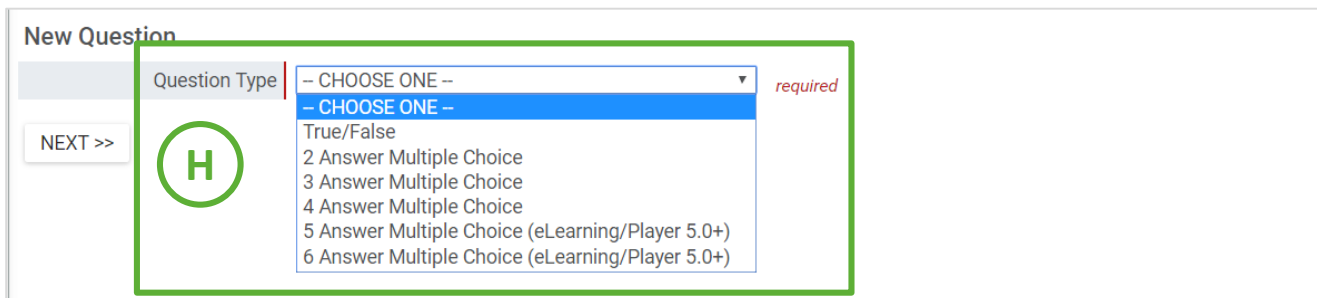 New Question
Question Type – CHOOSE ONE – required
– CHOOSE ONE –
True/False
NEXT >>
2 Answer Multiple Choice
H
3 Answer Multiple Choice
4 Answer Multiple Choice
5 Answer Multiple Choice (eLearning/Player 5.0+)
6 Answer Multiple Choice (eLearning/Player 5.0+)